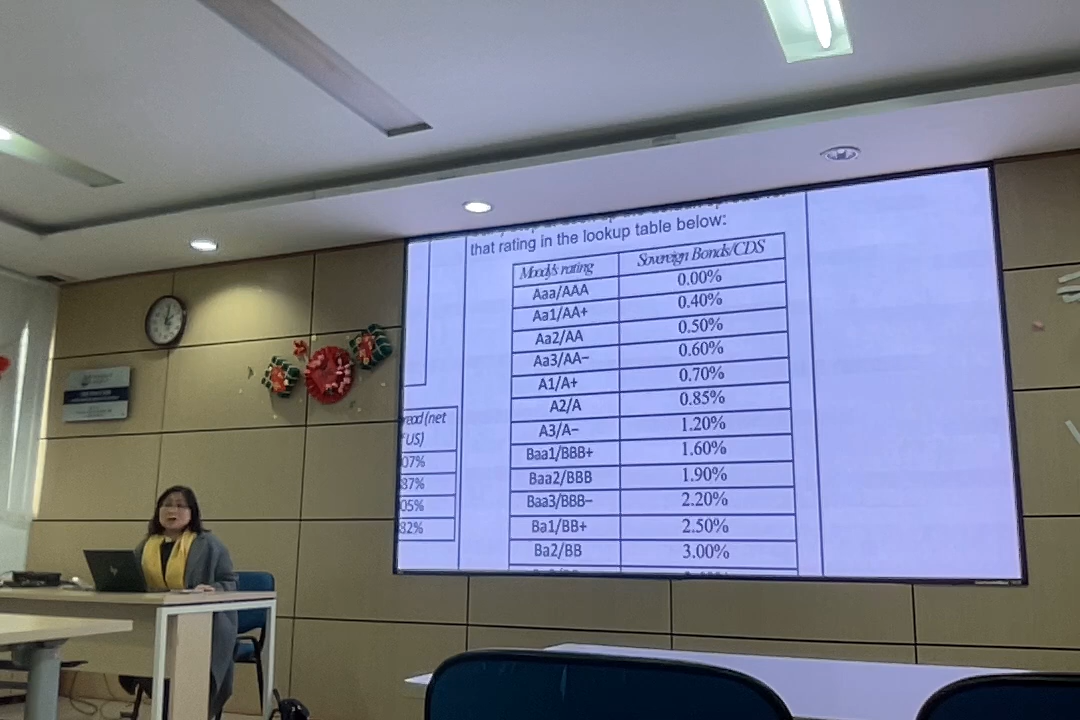 that rating in the lookup table below:
Moody's rating Sovereign Bonds/CDS
Aaa/AAA 0.00%
Aa1/AA+ 0.40%
Aa2/AA 0.50%
Aa3/AA– 0.60%
A1/A+ 0.70%
A2/A 0.85%
A3/A– 1.20%
Baa1/BBB+ 1.60%
Baa2/BBB 1.90%
Baa3/BBB– 2.20%
Ba1/BB+ 2.50%
Ba2/BB 3.00%
read (net
US)
07%
87%
05%
82%